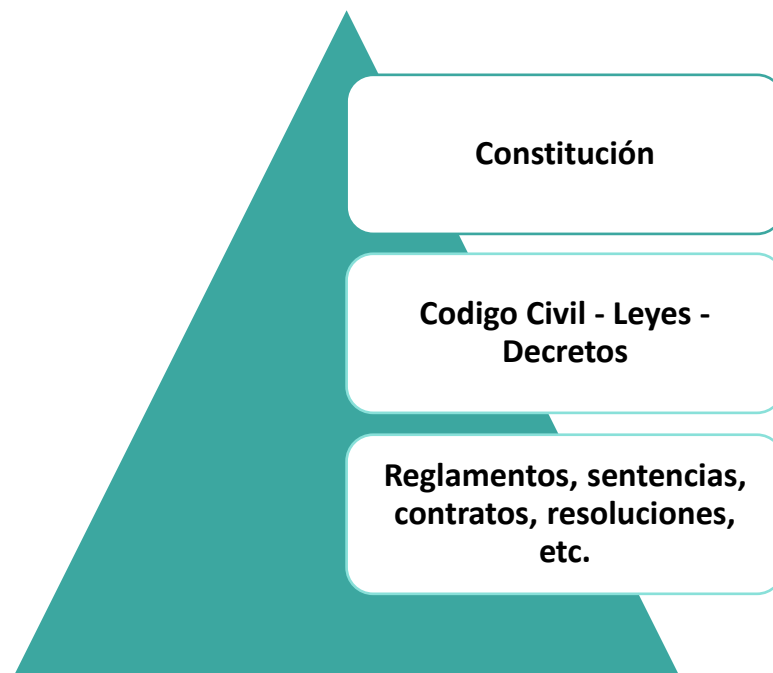 Constitución
Codigo Civil - Leyes -
Decretos
Reglamentos, sentencias,
contratos, resoluciones,
etc.